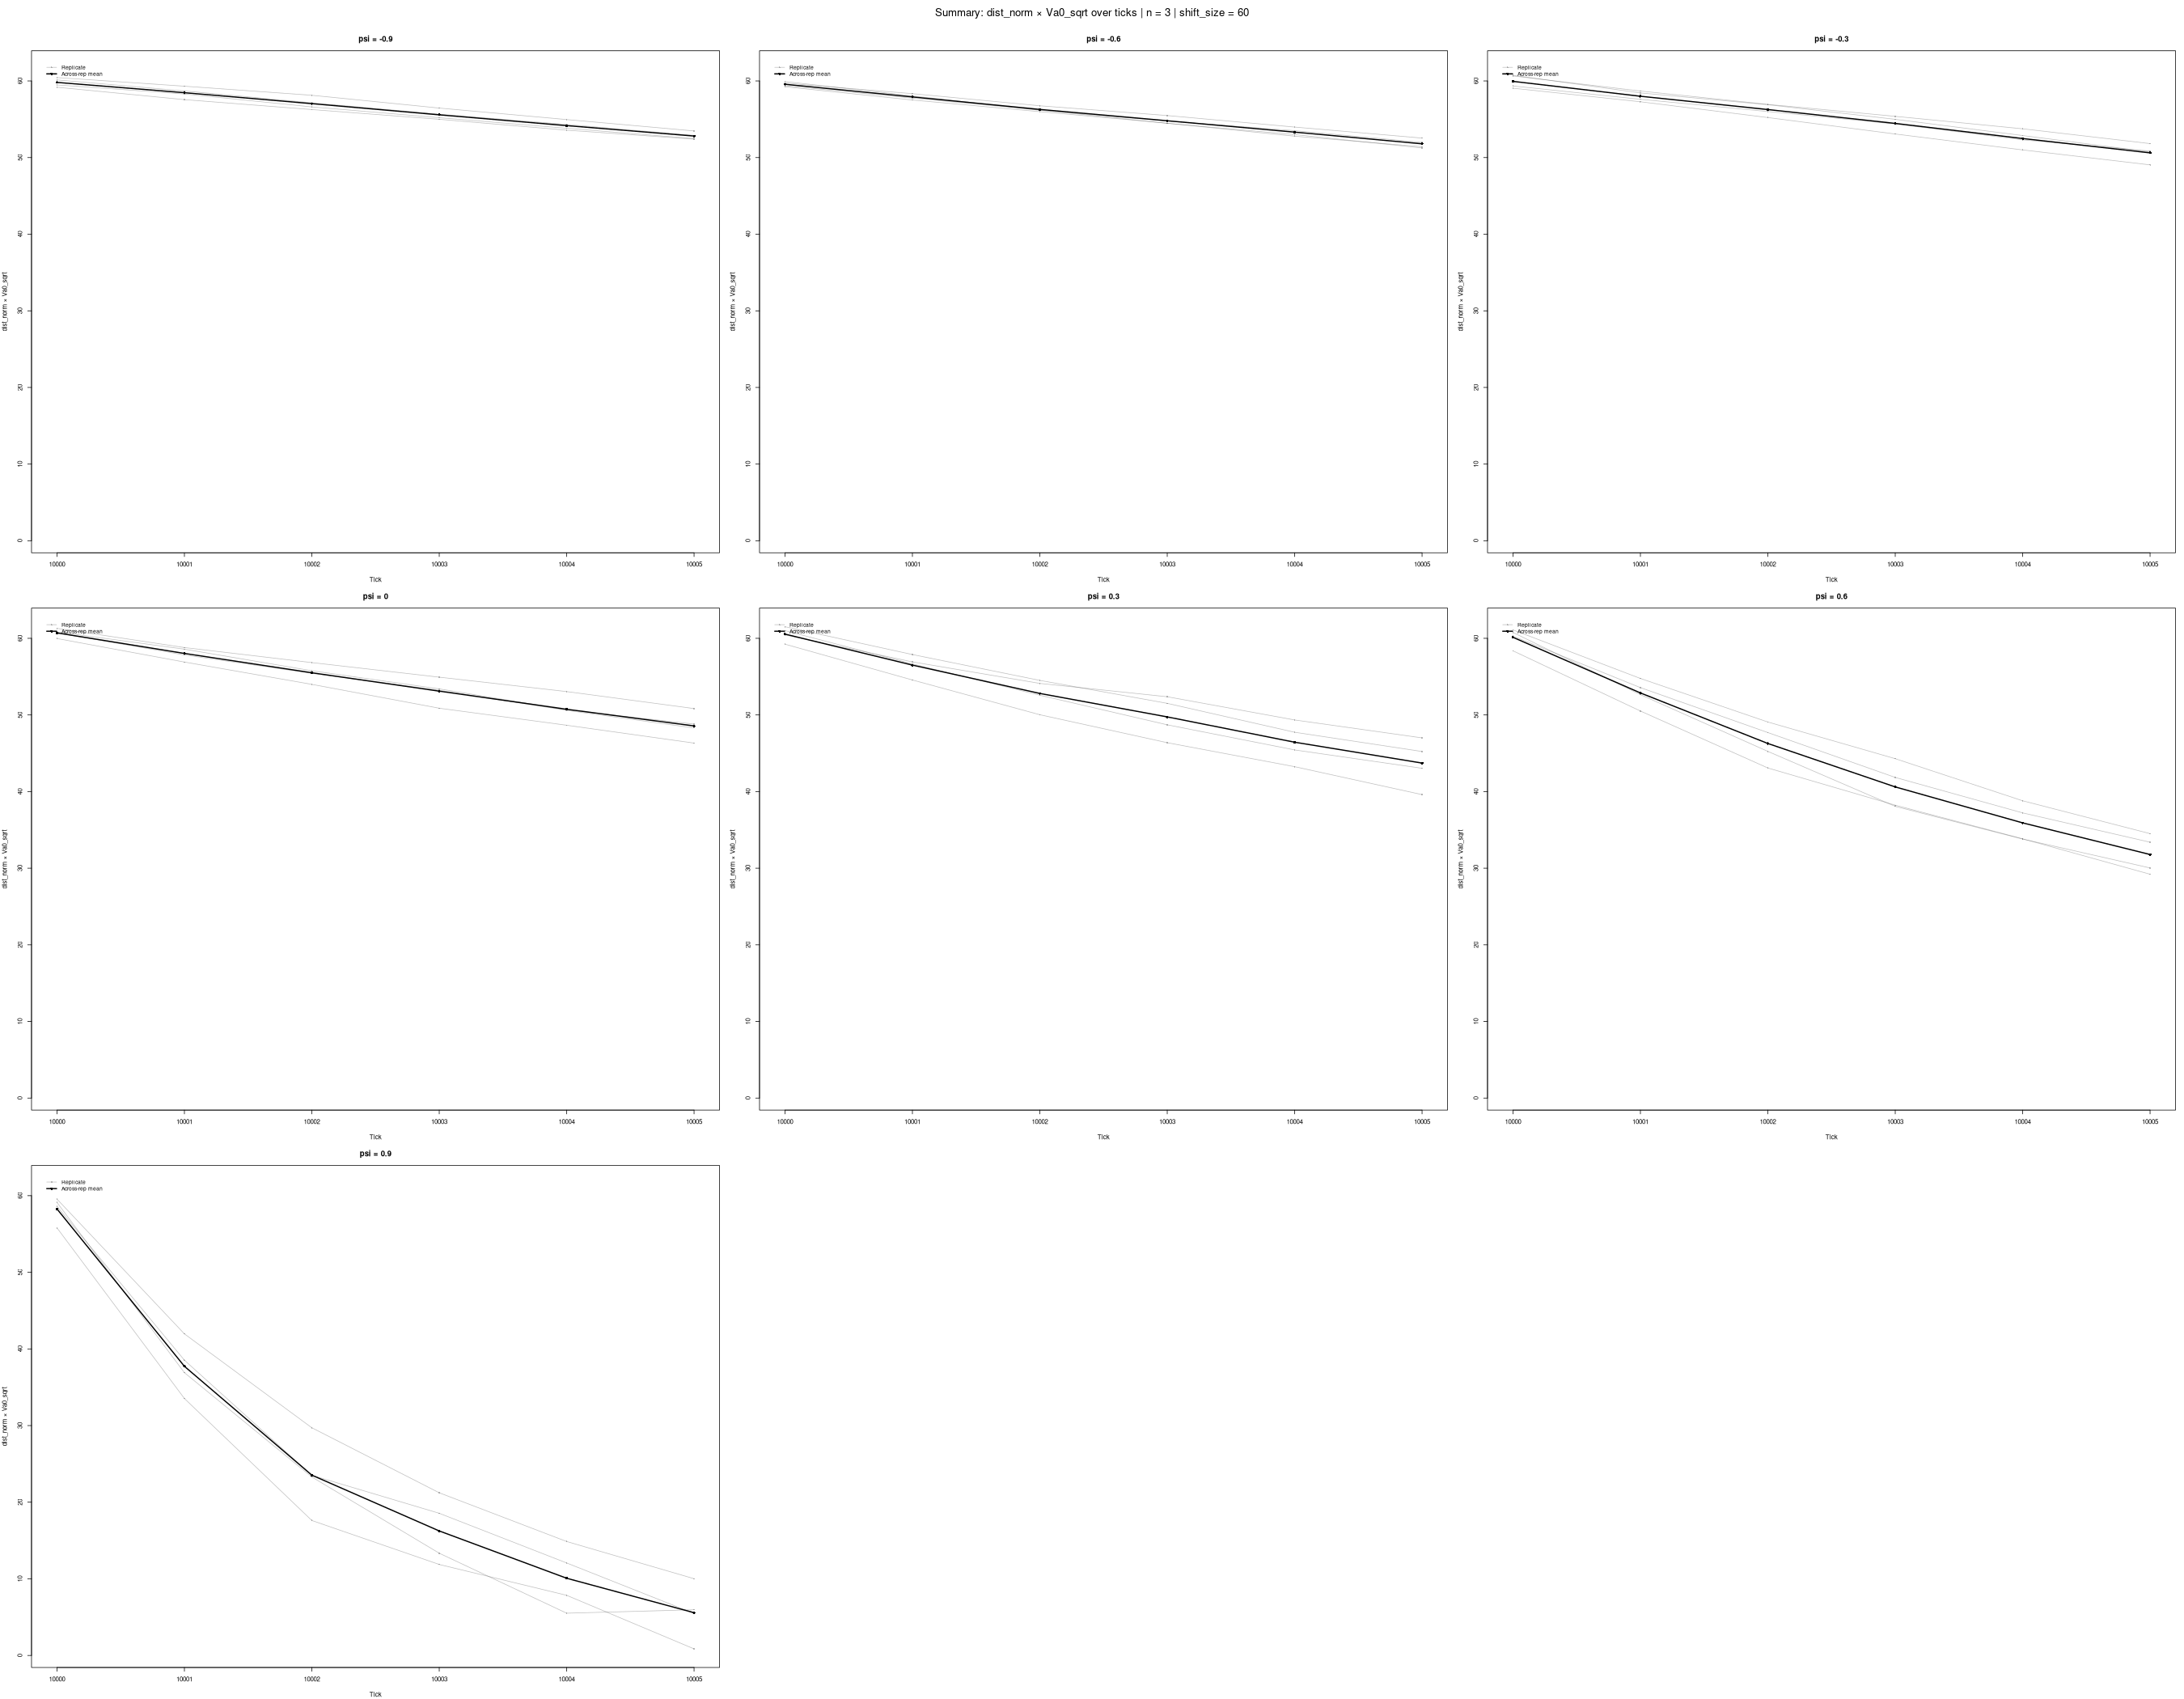 Summary: dist_norm × Va0_sqrt over ticks | n = 3 | shift_size = 60
psi = -0.9
Replicate
Across-rep mean
dist_norm × Va0_sqrt
60
50
40
30
20
10
0
10000 10001 10002 10003 10004 10005
Tick
psi = -0.6
Replicate
Across-rep mean
dist_norm × Va0_sqrt
60
50
40
30
20
10
0
10000 10001 10002 10003 10004 10005
Tick
psi = -0.3
Replicate
Across-rep mean
dist_norm × Va0_sqrt
60
50
40
30
20
10
0
10000 10001 10002 10003 10004 10005
Tick
psi = 0
Replicate
Across-rep mean
dist_norm × Va0_sqrt
60
50
40
30
20
10
0
10000 10001 10002 10003 10004 10005
Tick
psi = 0.3
Replicate
Across-rep mean
dist_norm × Va0_sqrt
60
50
40
30
20
10
0
10000 10001 10002 10003 10004 10005
Tick
psi = 0.6
Replicate
Across-rep mean
dist_norm × Va0_sqrt
60
50
40
30
20
10
0
10000 10001 10002 10003 10004 10005
Tick
psi = 0.9
Replicate
Across-rep mean
dist_norm × Va0_sqrt
60
50
40
30
20
10
0
10000 10001 10002 10003 10004 10005
Tick